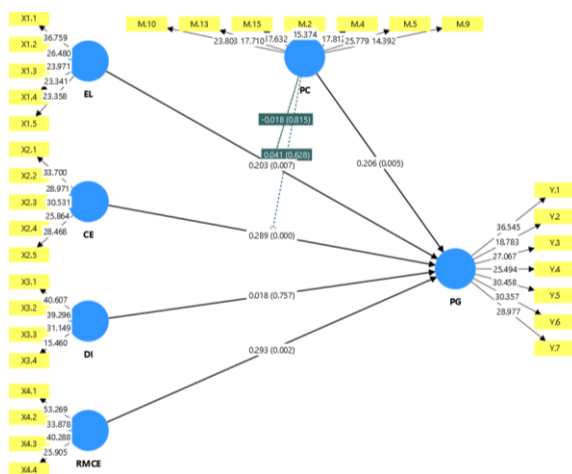 M.10
M.13
M.15
M.2
M.4
M.5
M.9
23.803
17.710
17.632
15.374
25.779
14.392
PC
X1.1
X1.2
X1.3
X1.4
X1.5
36.759
26.480
23.971
23.341
23.358
EL
-0.018 (0.815)
0.041 (0.628)
0.203 (0.007)
0.206 (0.005)
X2.1
X2.2
X2.3
X2.4
X2.5
33.700
28.971
30.531
25.864
28.468
CE
0.289 (0.000)
X3.1
X3.2
X3.3
X3.4
40.607
39.296
31.149
15.460
DI
0.018 (0.757)
X4.1
X4.2
X4.3
X4.4
53.269
33.878
40.288
25.905
RMCE
0.293 (0.002)
PG
36.545
18.783
27.067
25.494
30.458
30.357
28.977
Y.1
Y.2
Y.3
Y.4
Y.5
Y.6
Y.7